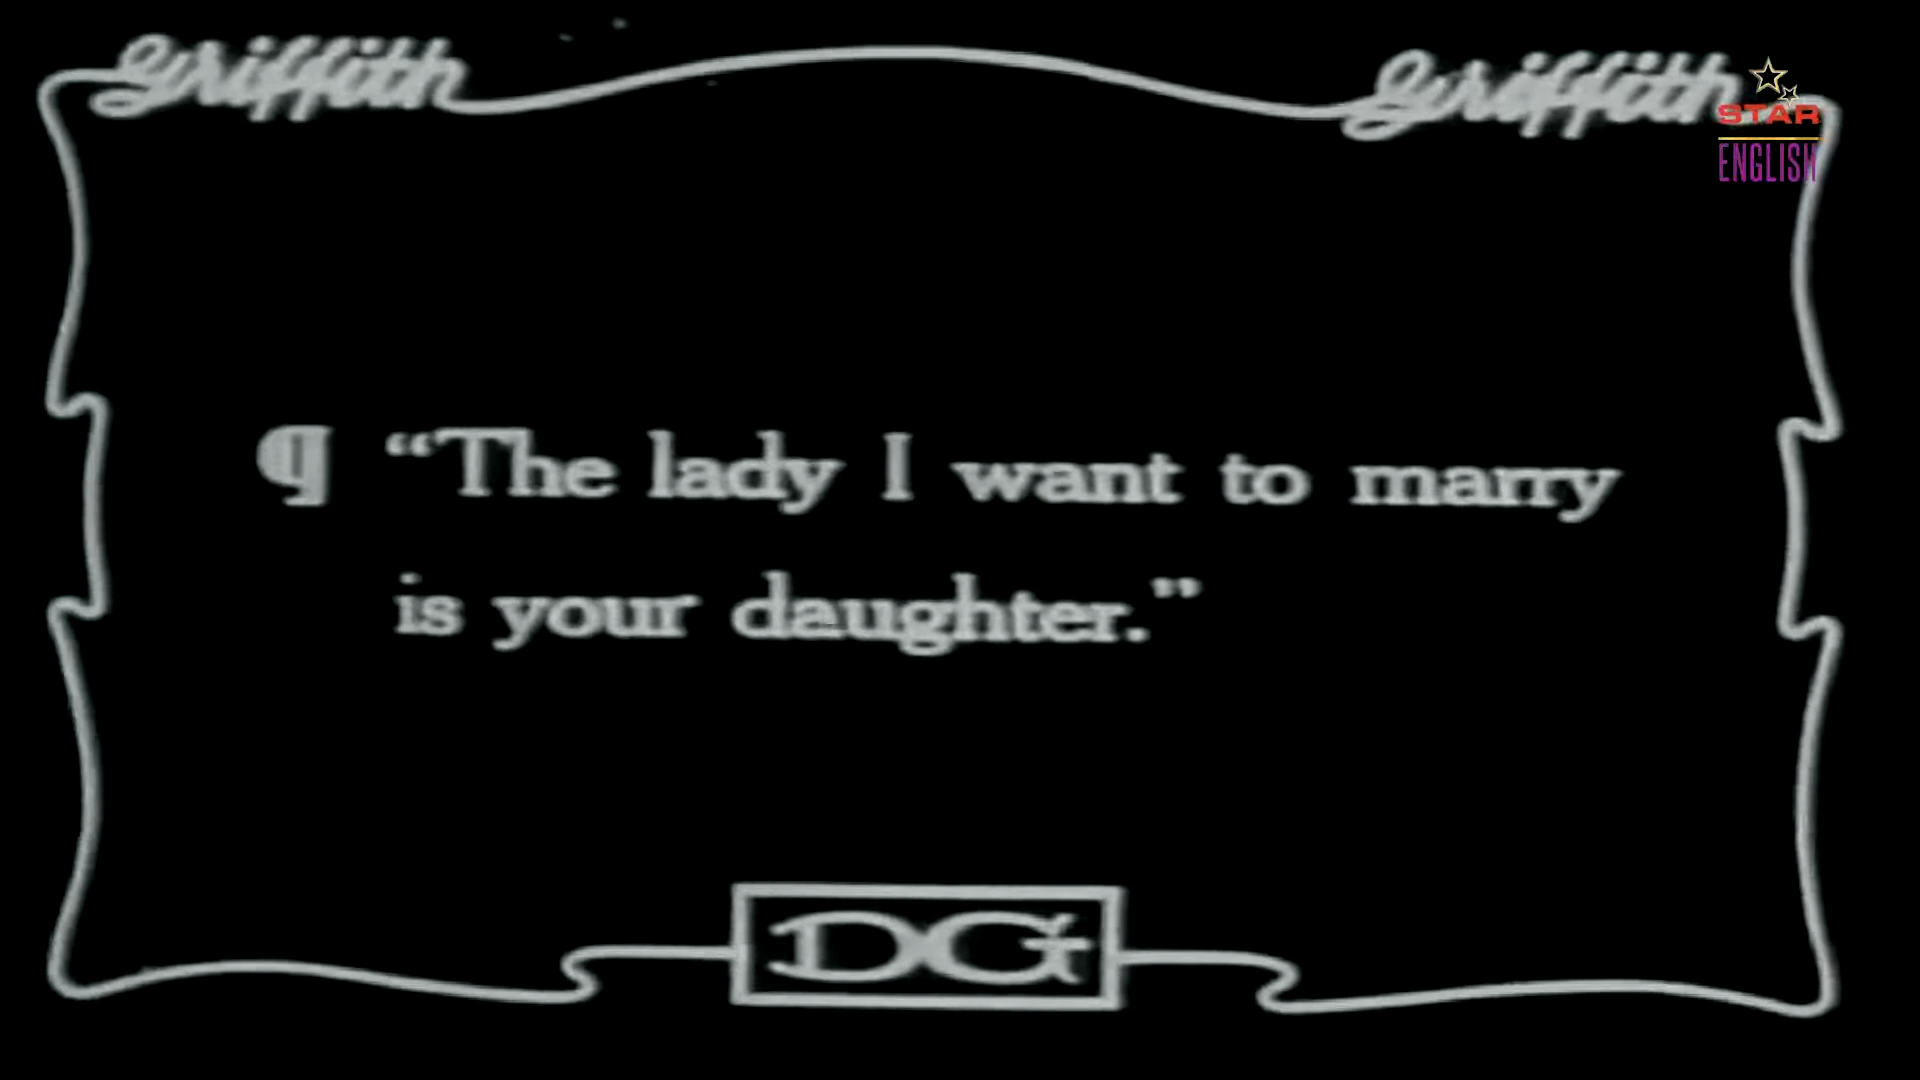 Griffith Griffith
STAR
ENGLISH
¶ “The lady I want to marry
is your daughter.”
DG